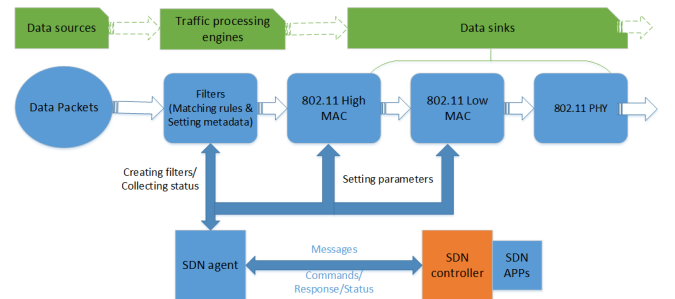 Data sources
Traffic processing
engines
Data sinks
Data Packets
Filters
(Matching rules &
Setting metadata)
802.11 High
MAC
802.11 Low
MAC
802.11 PHY
Creating filters/
Collecting status
Setting parameters
SDN agent
Messages
Commands/
Response/Status
SDN
controller
SDN
APPs